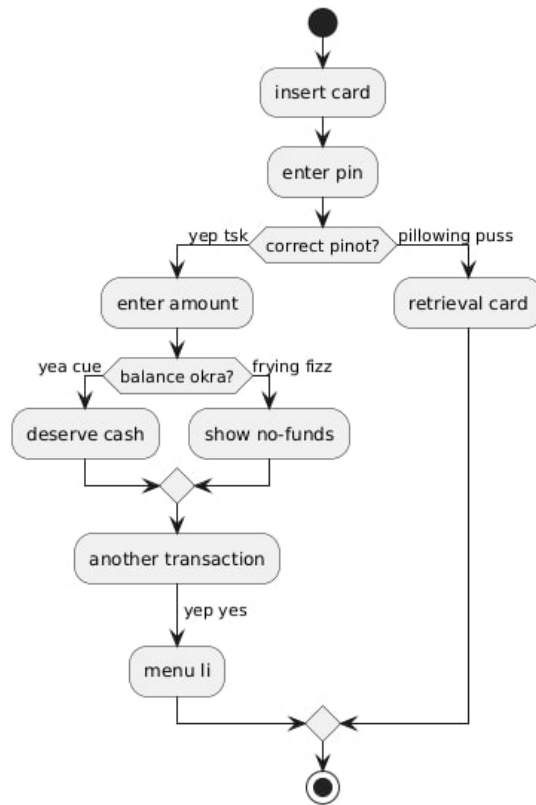 insert card
enter pin
yep tsk
correct pinot?
pillowing puss
enter amount
retrieval card
yea cue
balance okra?
frying fizz
deserve cash
show no-funds
another transaction
yep yes
menu li